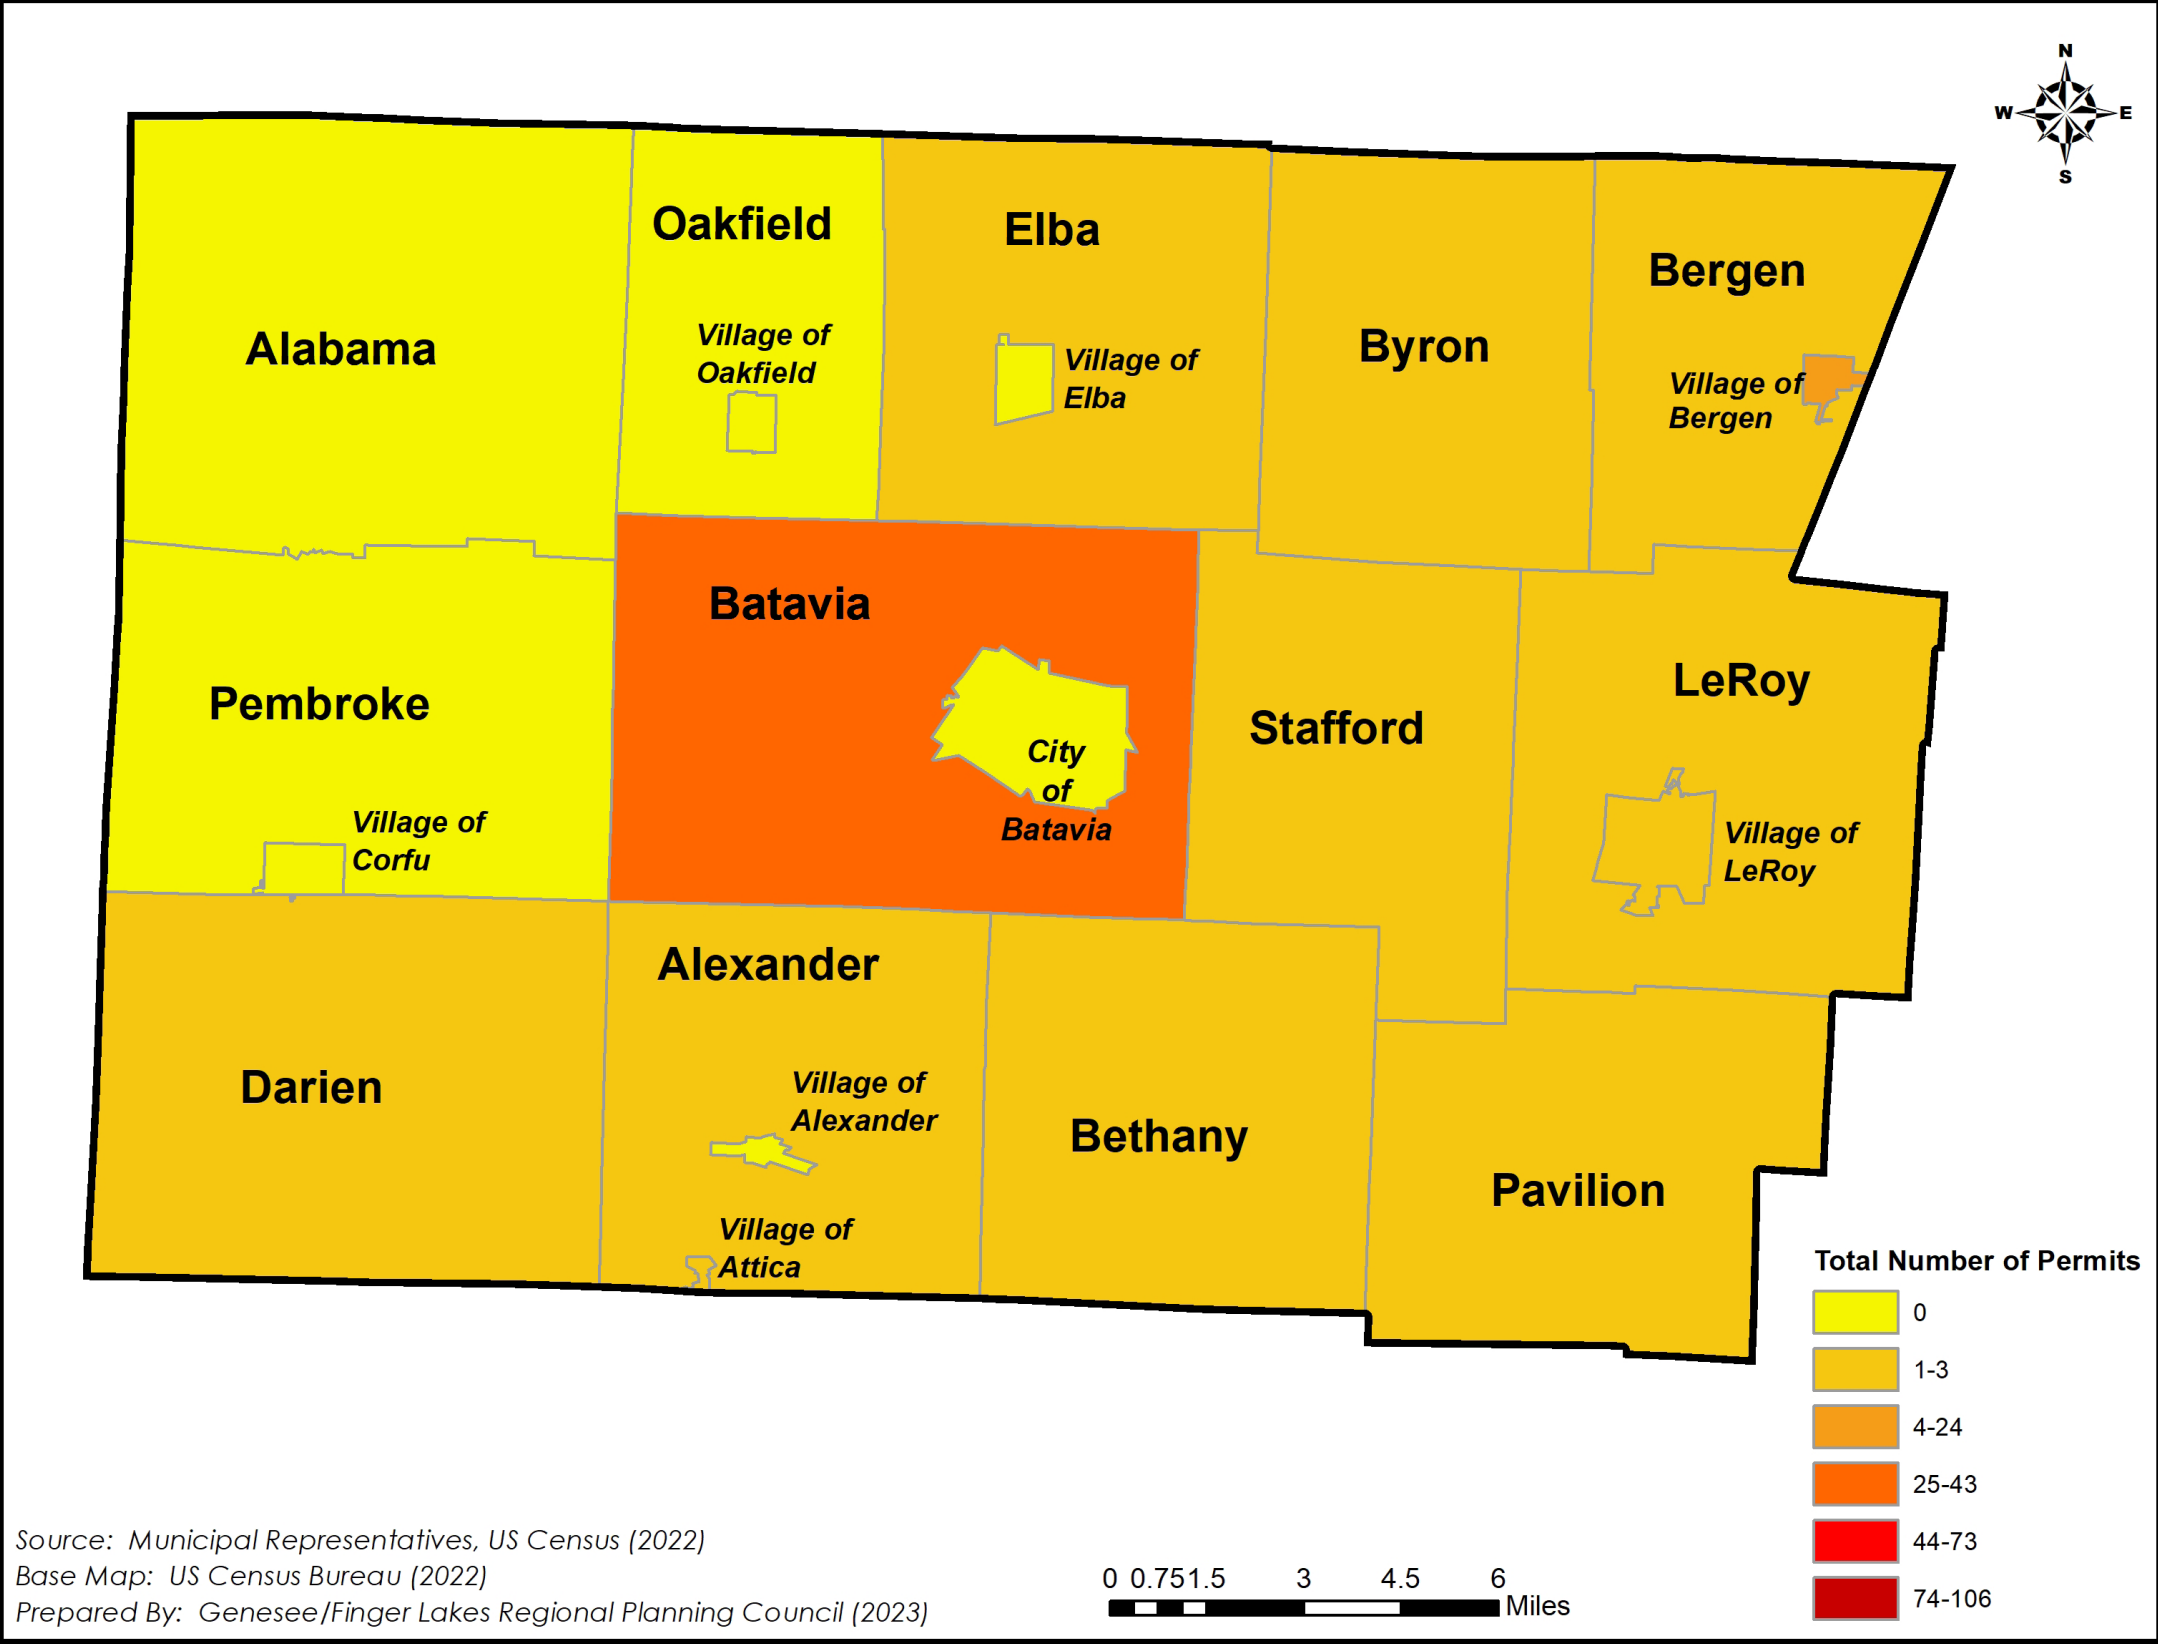 N
W E
S
Oakfield
Elba
Bergen
Alabama
Byron
Village of
Oakfield
Village of
Elba
Village of
Bergen
Batavia
Pembroke
LeRoy
Stafford
City
of
Batavia
Village of
Corfu
Village of
LeRoy
Alexander
Darien
Village of
Alexander
Bethany
Pavilion
Village of
Attica
Total Number of Permits
0
1-3
4-24
25-43
44-73
74-106
Source: Municipal Representatives, US Census (2022)
Base Map: US Census Bureau (2022)
Prepared By: Genesee/Finger Lakes Regional Planning Council (2023)
0 0.75 1.5 3 4.5 6
Miles